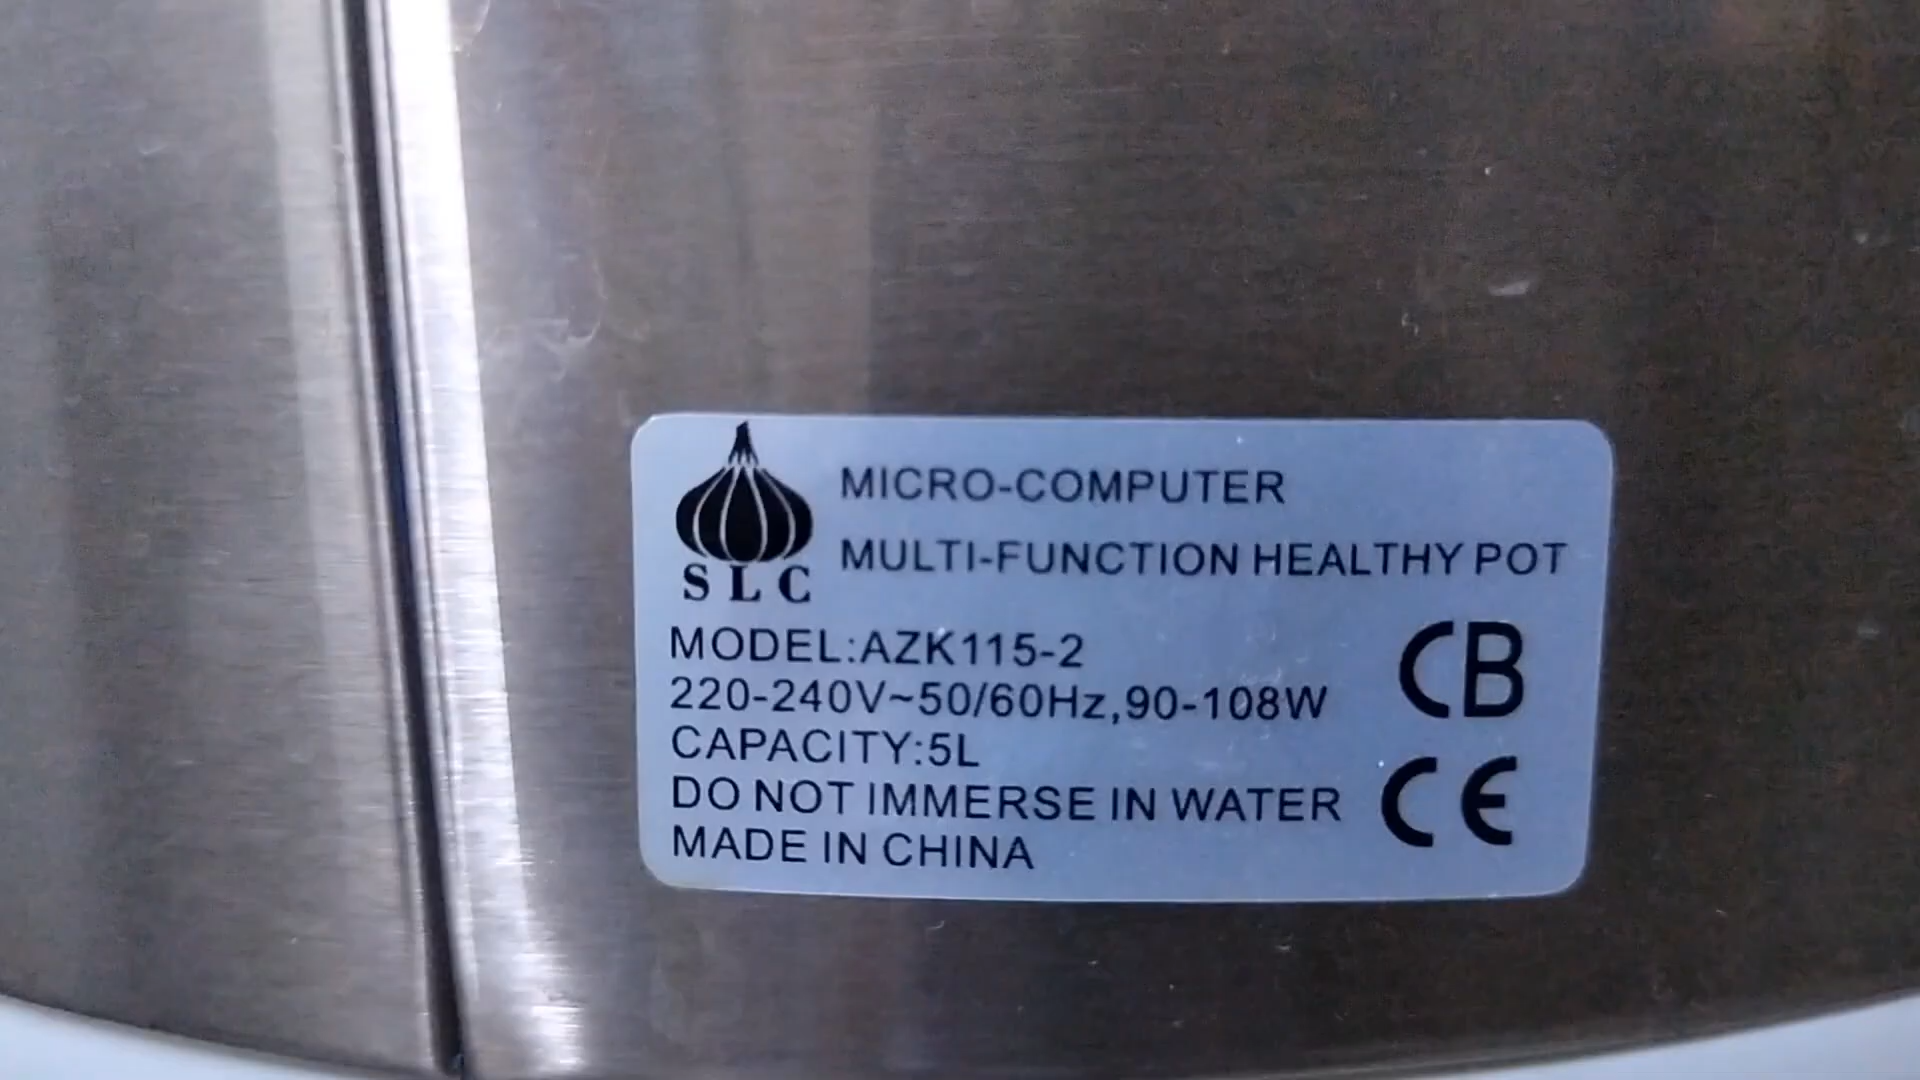 MICRO-COMPUTER
MULTI-FUNCTION HEALTHY POT
SLC
MODEL:AZK115-2
220-240V~50/60Hz,90-108W
CAPACITY:5L
DO NOT IMMERSE IN WATER
MADE IN CHINA
CB
CE